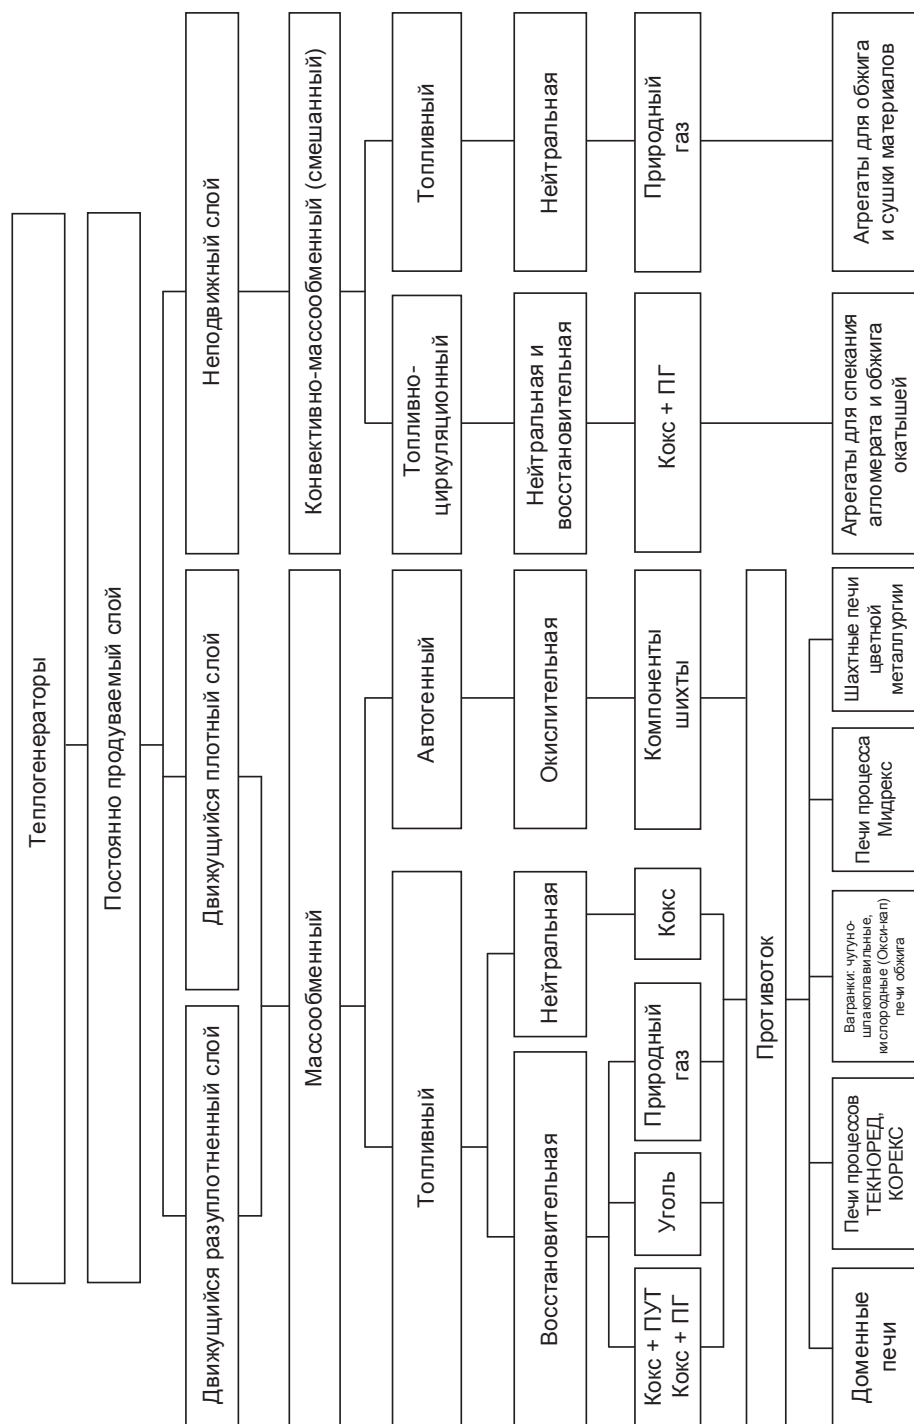 Теплогенераторы
Постоянно продуваемый слой
Движущийся разуплотненный слой
Движущийся плотный слой
Неподвижный слой
Массообменный
Конвективно-массообменный (смешанный)
Топливный
Автогенный
Топливно-
циркуляционный
Топливный
Восстановительная
Нейтральная
Окислительная
Нейтральная и
восстановительная
Нейтральная
Кокс + ПУТ
Кокс + ПГ
Уголь
Природный
газ
Кокс
Компоненты
шихты
Кокс + ПГ
Природный
газ
Противоток
Доменные
печи
Печи процессов
ТЕКНОРЕД,
КОРЕКС
Вагранки: чугуно-
шлакоплавильные,
кислородные (Окси-кап)
печи обжига
Печи процесса
Мидрекс
Шахтные печи
цветной
металлургии
Агрегаты для спекания
агломерата и обжига
окатышей
Агрегаты для обжига
и сушки материалов